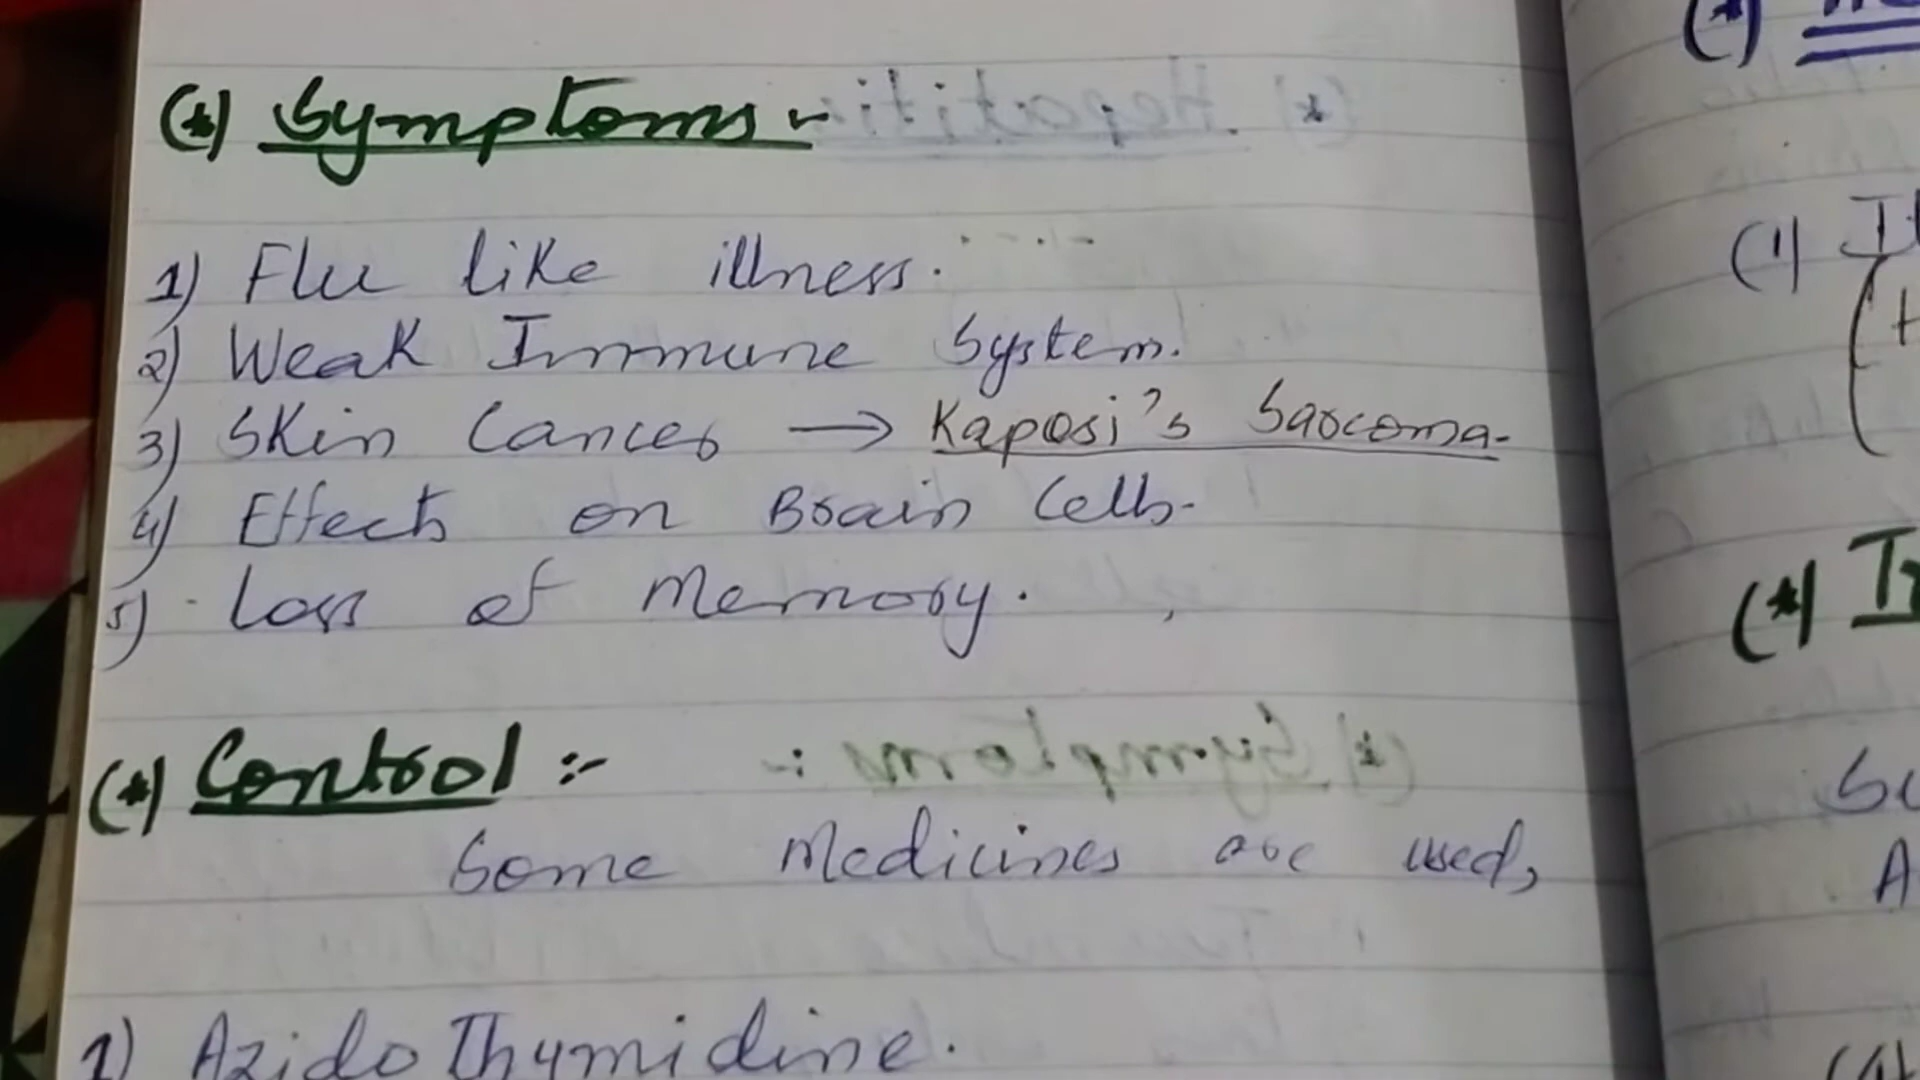 (*) Symptoms :-
1) Flu like illness.
2) Weak Immune System.
3) Skin Cancer → Kaposi's Sarcoma.
4) Effects on Brain Cells.
5) Loss of Memory.
(*) Control :-
Some Medicines are used,
1) Azido Thymidine.